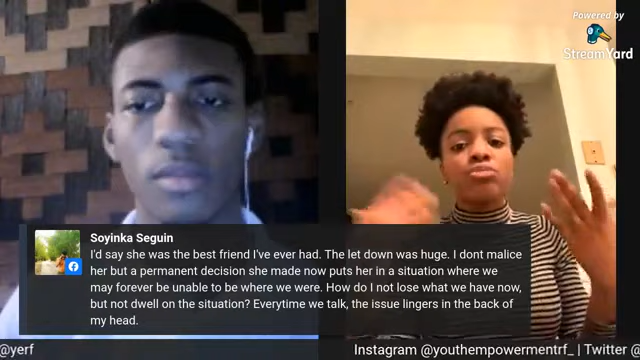 Powered by
StreamYard
Soyinka Seguin
I'd say she was the best friend I've ever had. The let down was huge. I dont malice
her but a permanent decision she made now puts her in a situation where we
may forever be unable to be where we were. How do I not lose what we have now,
but not dwell on the situation? Everytime we talk, the issue lingers in the back of
my head.
@yerf Instagram @youthempowermentrf_ | Twitter @